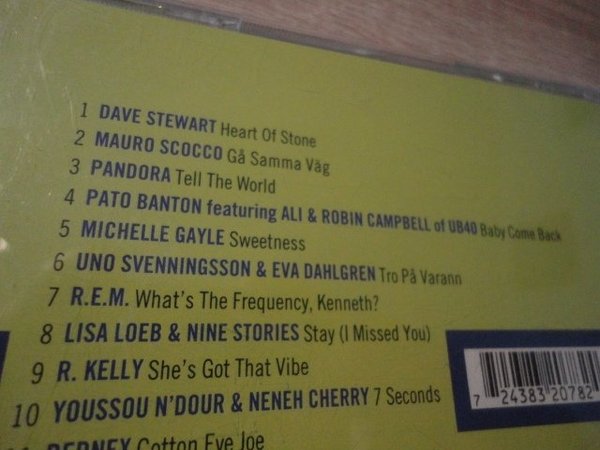 1 DAVE STEWART Heart Of Stone
2 MAURO SCOCCO Gå Samma Väg
3 PANDORA Tell The World
4 PATO BANTON featuring ALI & ROBIN CAMPBELL of UB40 Baby Come Back
5 MICHELLE GAYLE Sweetness
6 UNO SVENNINGSSON & EVA DAHLGREN Tro På Varann
7 R.E.M. What's The Frequency, Kenneth?
8 LISA LOEB & NINE STORIES Stay (I Missed You)
9 R. KELLY She's Got That Vibe
10 YOUSSOU N'DOUR & NENEH CHERRY 7 Seconds
Cotton Eye Joe
7 24383 20782